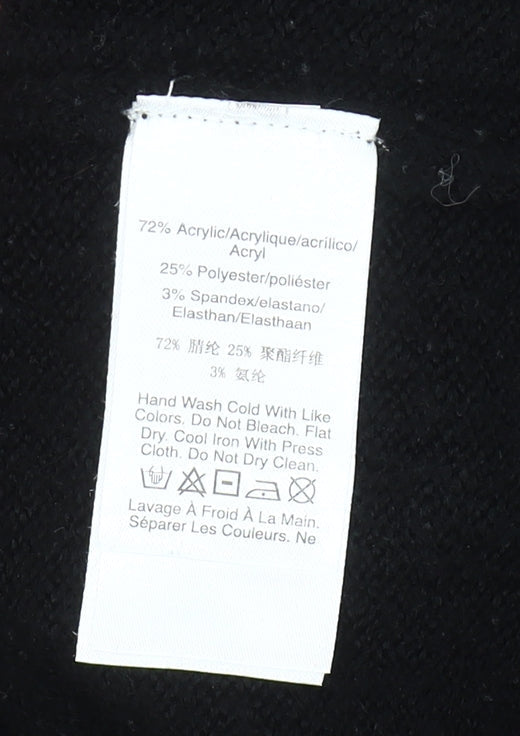 72% Acrylic/Acrylique/acrílico/
Acryl
25% Polyester/poliéster
3% Spandex/elastano/
Elasthan/Elasthaan
72% 腈纶 25% 聚酯纤维
3% 氨纶
Hand Wash Cold With Like
Colors. Do Not Bleach. Flat
Dry. Cool Iron With Press
Cloth. Do Not Dry Clean.
Lavage À Froid À La Main.
Séparer Les Couleurs. Ne